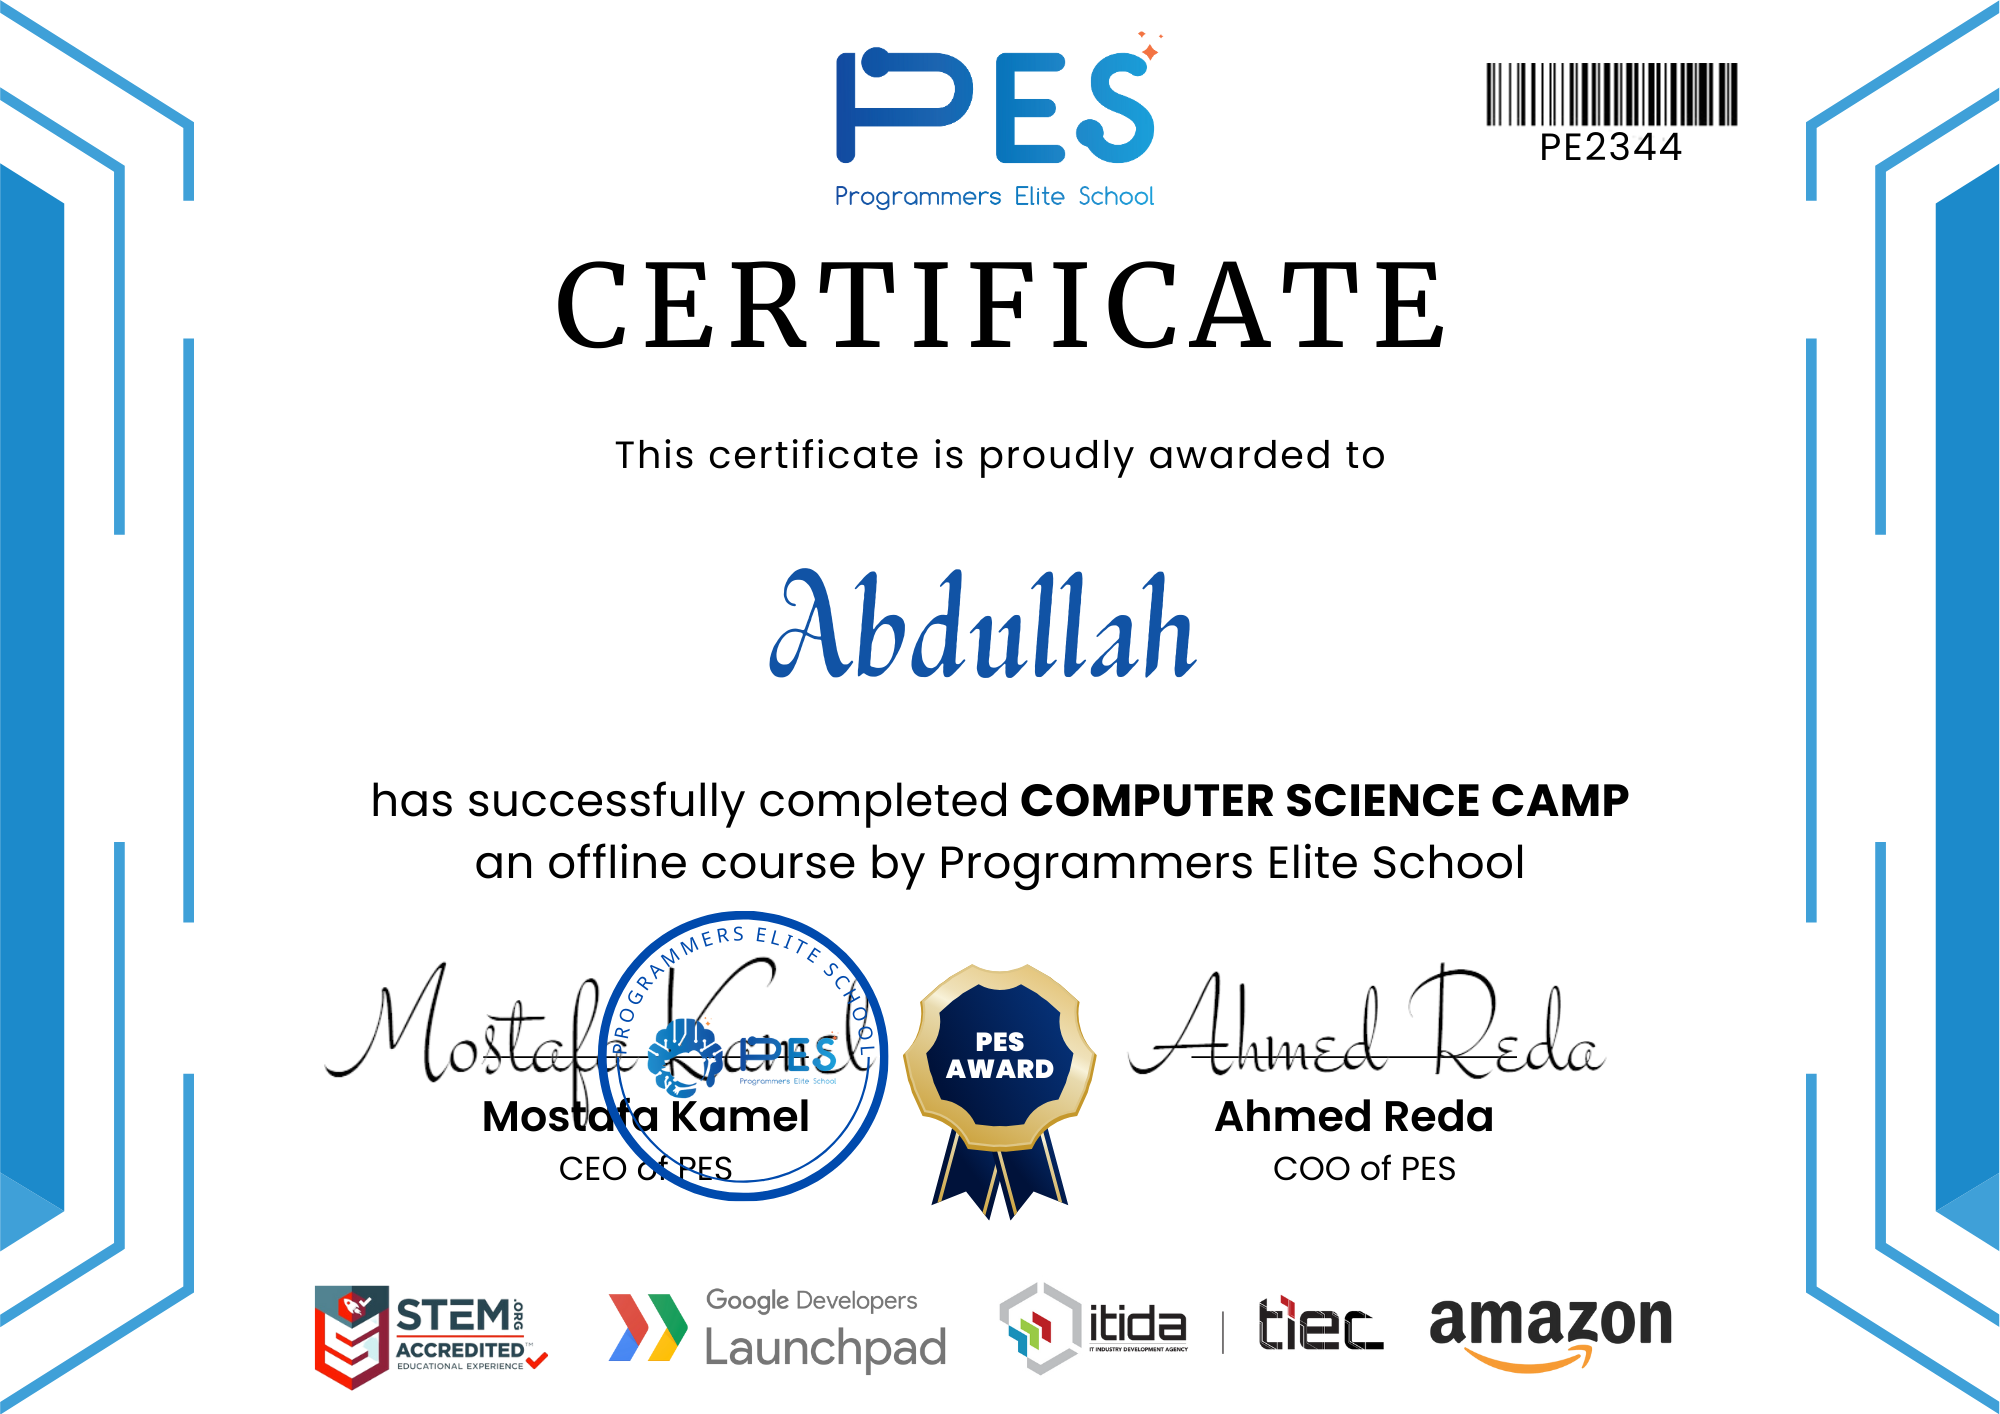 PES
Programmers Elite School
PE2344
CERTIFICATE
This certificate is proudly awarded to
Abdullah
has successfully completed COMPUTER SCIENCE CAMP
an offline course by Programmers Elite School
Mostafa Kamel
PROGRAMMERS ELITE SCHOOL
PES
Programmers Elite School
PES
AWARD
Ahmed Reda
Mostafa Kamel
Ahmed Reda
CEO of PES
COO of PES
STEM.ORG
ACCREDITED™
EDUCATIONAL EXPERIENCE
Google Developers
Launchpad
itida
IT INDUSTRY DEVELOPMENT AGENCY
tiec
amazon